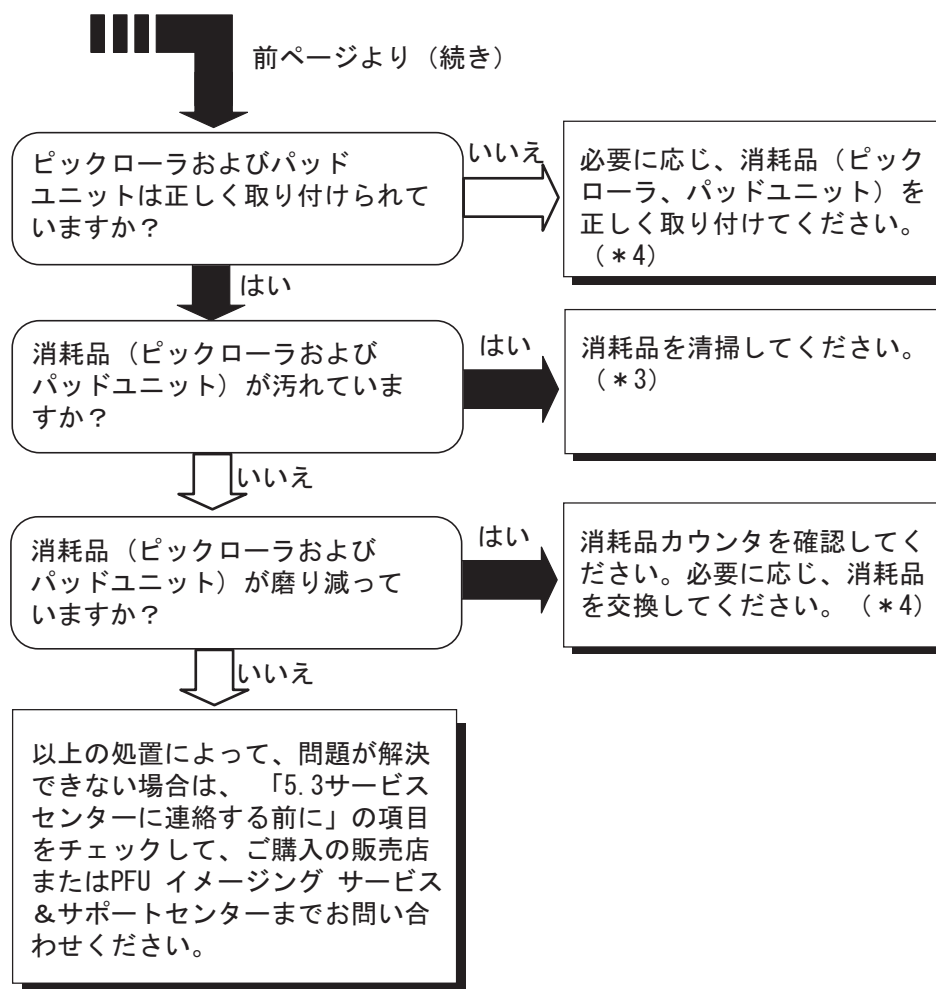 前ページより（続き）
ピックローラおよびパッド
ユニットは正しく取り付けられて
いますか？
いいえ
必要に応じ、消耗品（ピック
ローラ、パッドユニット）を
正しく取り付けてください。
（＊4）
はい
消耗品（ピックローラおよび
パッドユニット）が汚れていま
すか？
はい
消耗品を清掃してください。
（＊3）
いいえ
消耗品（ピックローラおよび
パッドユニット）が磨り減って
いますか？
はい
消耗品カウンタを確認してく
ださい。必要に応じ、消耗品
を交換してください。（＊4）
いいえ
以上の処置によって、問題が解決
できない場合は、 「5.3サービス
センターに連絡する前に」の項目
をチェックして、ご購入の販売店
またはPFU イメージング サービス
＆サポートセンターまでお問い合
わせください。